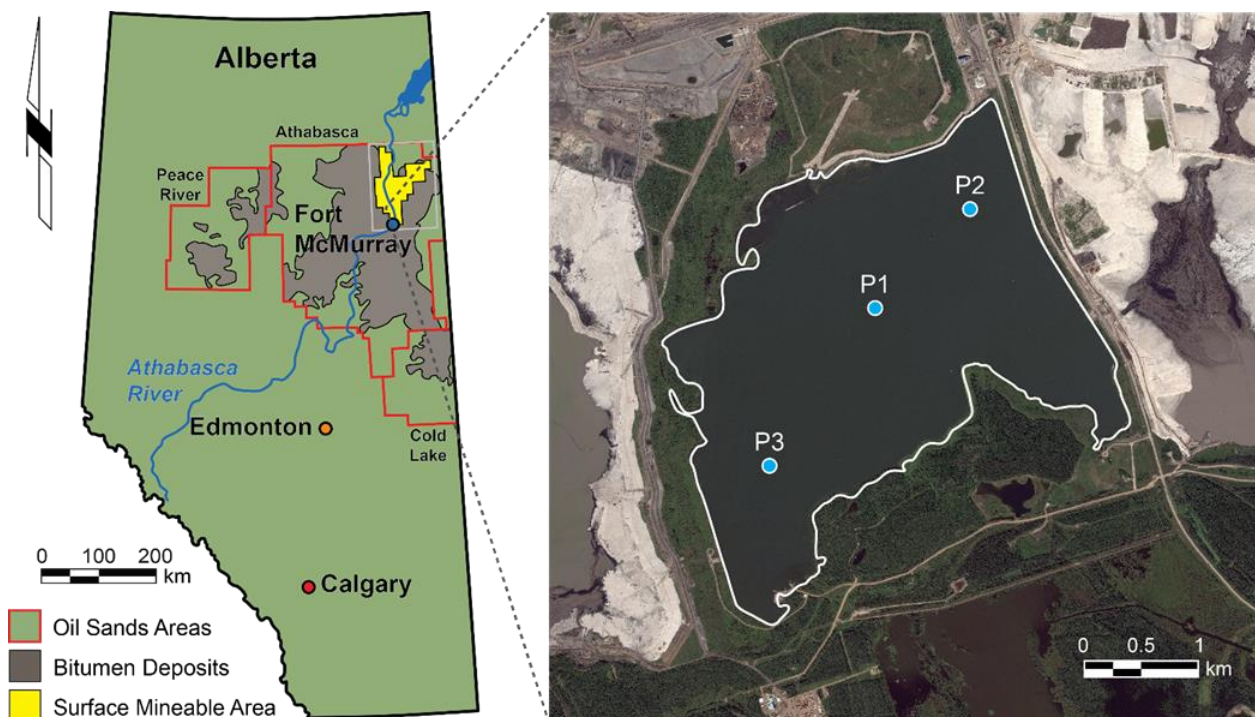 Alberta
Athabasca
Peace
River
Fort
McMurray
Athabasca
River
Edmonton
Cold
Lake
0 100 200
km
Calgary
Oil Sands Areas
Bitumen Deposits
Surface Mineable Area
P2
P1
P3
0 0.5 1
km